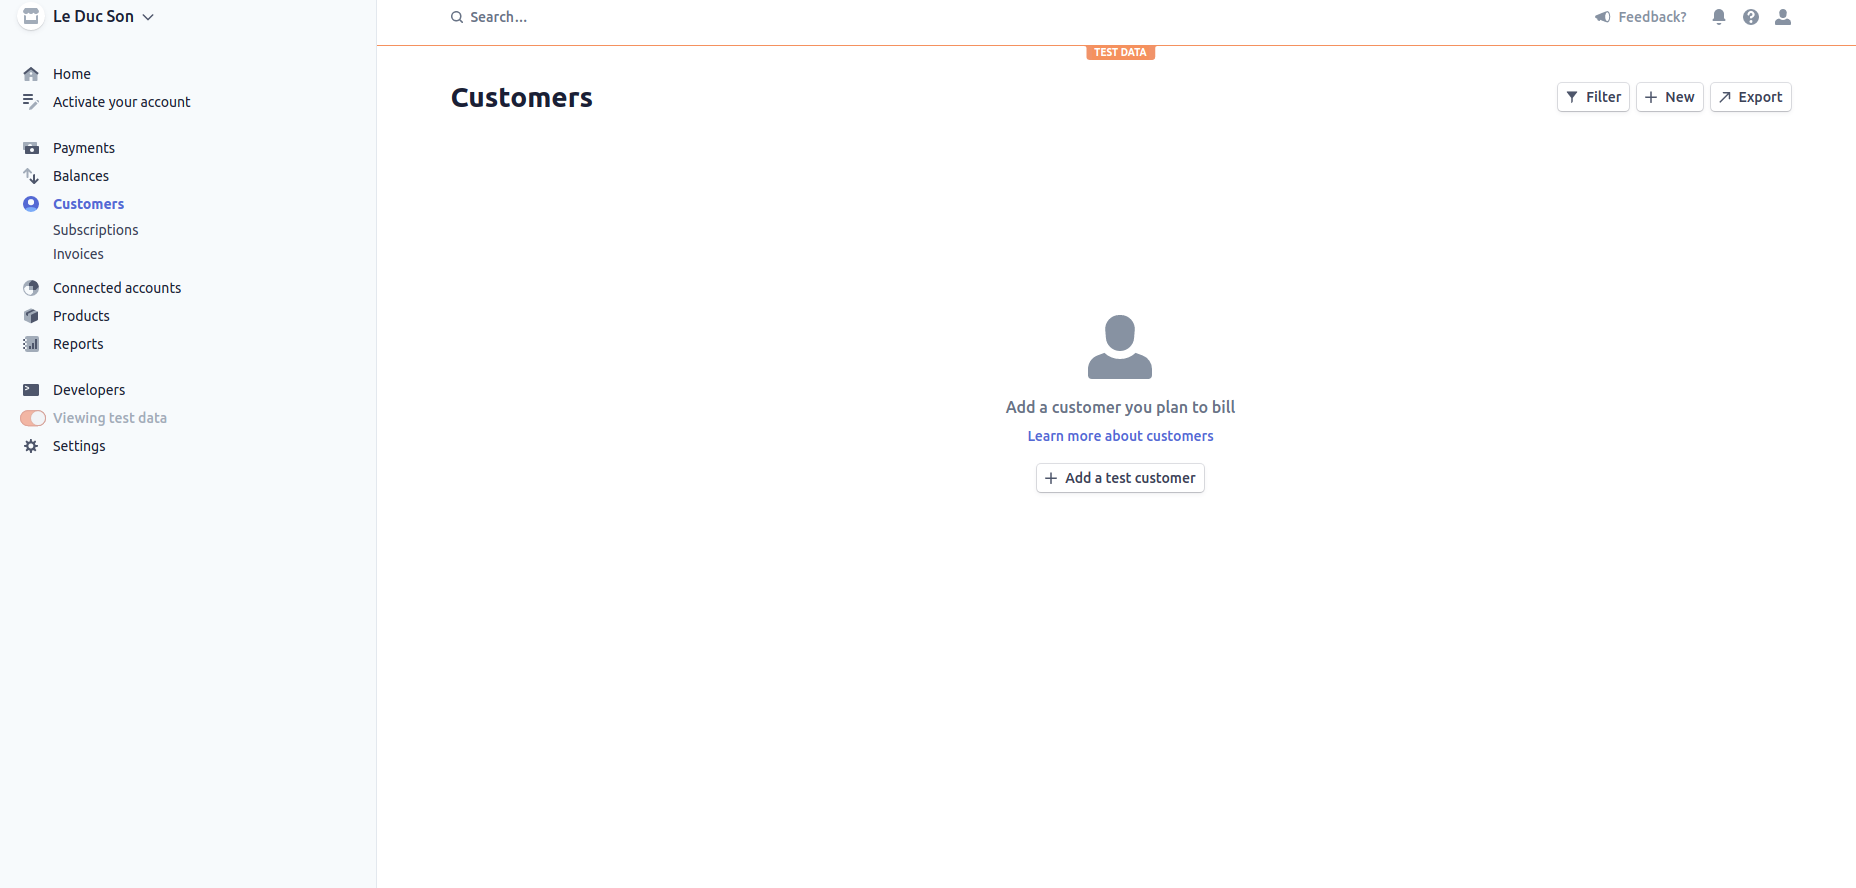 Le Duc Son
Search...
Feedback?
TEST DATA
Home
Activate your account
Payments
Balances
Customers
Subscriptions
Invoices
Connected accounts
Products
Reports
Developers
Viewing test data
Settings
Customers
Filter
New
Export
Add a customer you plan to bill
Learn more about customers
Add a test customer